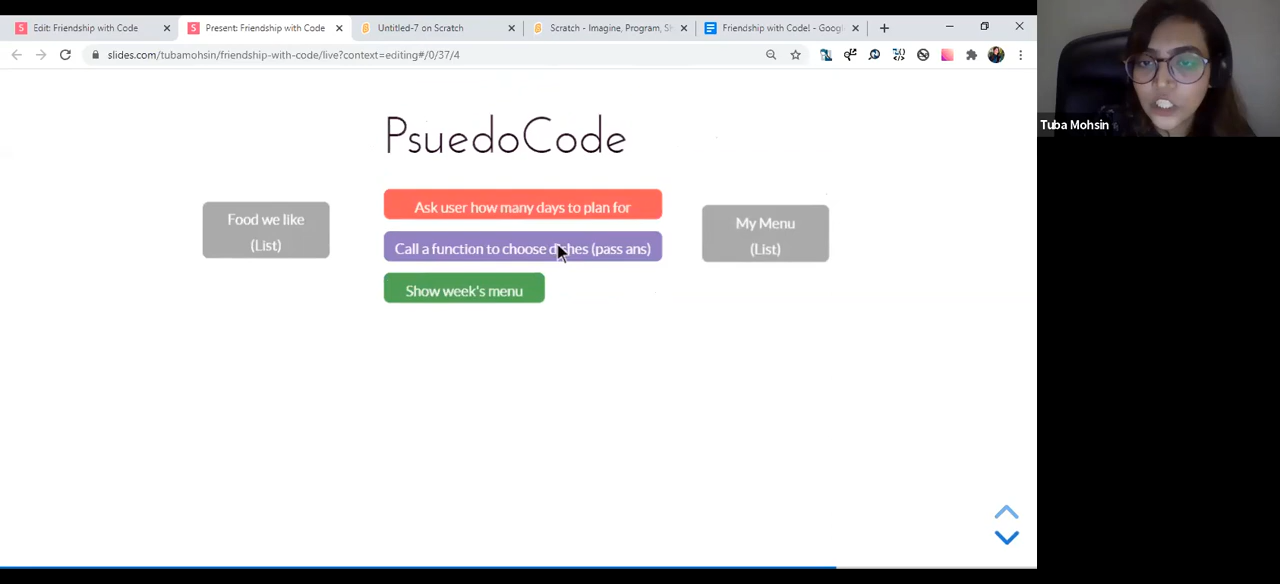 Edit: Friendship with Code
Present: Friendship with Code
Untitled-7 on Scratch
Scratch - Imagine, Program, Sh
Friendship with Code! - Goog
slides.com/tubamohsin/friendship-with-code/live?context=editing#/0/37/4
Tuba Mohsin
PsuedoCode
Food we like
(List)
Ask user how many days to plan for
Call a function to choose dishes (pass ans)
Show week's menu
My Menu
(List)